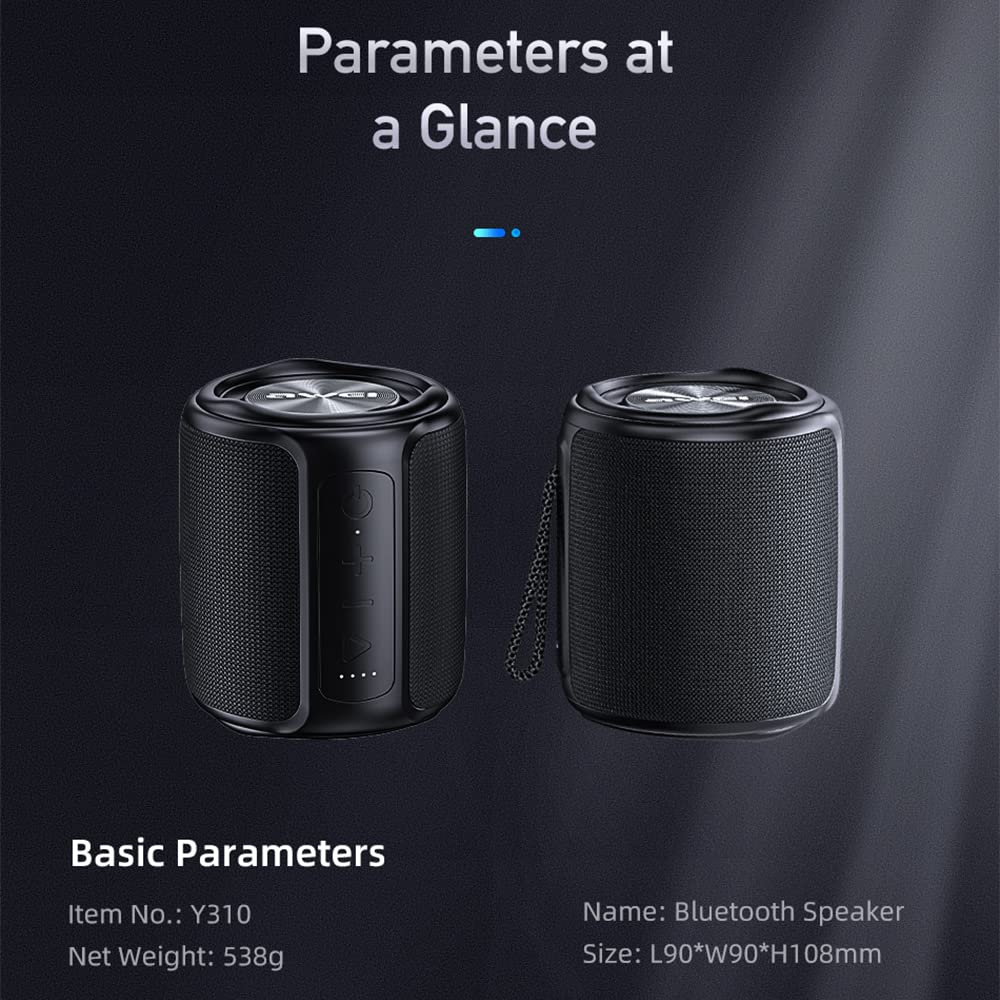 Parameters at
a Glance
Basic Parameters
Item No.: Y310
Name: Bluetooth Speaker
Net Weight: 538g
Size: L90*W90*H108mm